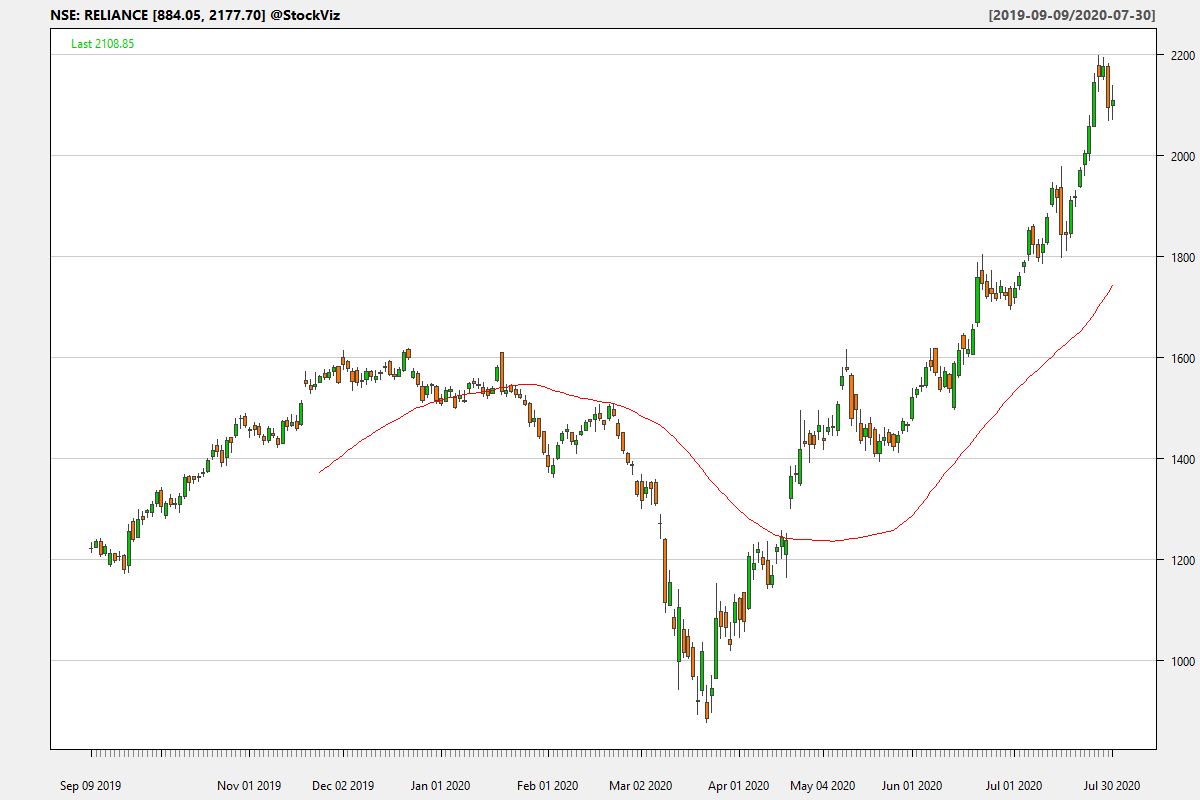 NSE: RELIANCE [884.05, 2177.70] @StockViz
[2019-09-09/2020-07-30]
Last 2108.85
2200
2000
1800
1600
1400
1200
1000
Sep 09 2019 Nov 01 2019 Dec 02 2019 Jan 01 2020 Feb 01 2020 Mar 02 2020 Apr 01 2020 May 04 2020 Jun 01 2020 Jul 01 2020 Jul 30 2020